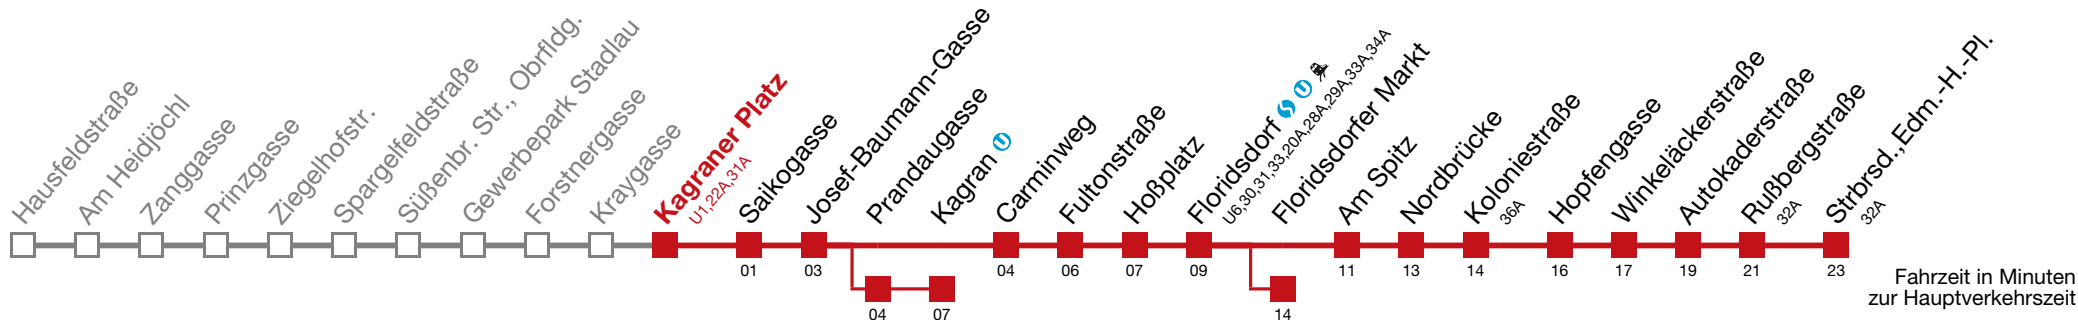 Hausfeldstraße
Am Heidjöchl
Zanggasse
Prinzgasse
Ziegelhofstr.
Spargelfeldstraße
Süßenbr. Str., Obrfldg.
Gewerbepark Stadlau
Forstnergasse
Kraygasse
Kagraner Platz
U1,22A,31A
Saikogasse
Josef-Baumann-Gasse
Prandaugasse
Kagran U
Carminweg
Fultonstraße
Hoßplatz
Floridsdorf S U
U6,30,31,33,20A,28A,29A,33A,34A
Floridsdorfer Markt
Am Spitz
Nordbrücke
Koloniestraße
36A
Hopfengasse
Winkeläckerstraße
Autokaderstraße
Rußbergstraße
32A
Strbrsd.,Edm.-H.-Pl.
32A
01
03
04
06
07
09
11
13
14
16
17
19
21
23
04
07
14
Fahrzeit in Minuten
zur Hauptverkehrszeit